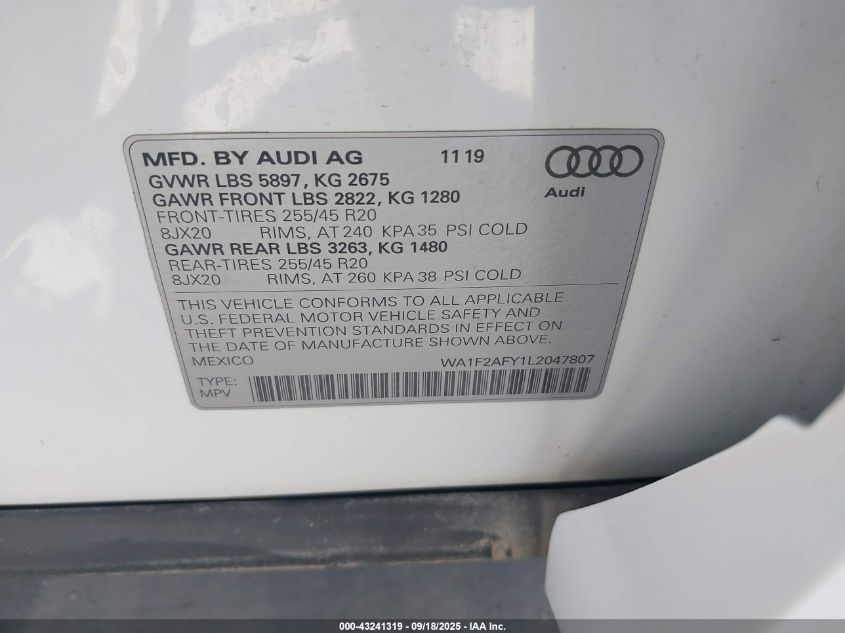 MFD. BY AUDI AG 11 19
GVWR LBS 5897, KG 2675
GAWR FRONT LBS 2822, KG 1280
Audi
FRONT-TIRES 255/45 R20
8JX20 RIMS, AT 240 KPA 35 PSI COLD
GAWR REAR LBS 3263, KG 1480
REAR-TIRES 255/45 R20
8JX20 RIMS, AT 260 KPA 38 PSI COLD
THIS VEHICLE CONFORMS TO ALL APPLICABLE
U.S. FEDERAL MOTOR VEHICLE SAFETY AND
THEFT PREVENTION STANDARDS IN EFFECT ON
THE DATE OF MANUFACTURE SHOWN ABOVE.
MEXICO WA1F2AFY1L2047807
TYPE:
MPV
000-43241319 - 09/18/2025 - IAA Inc.